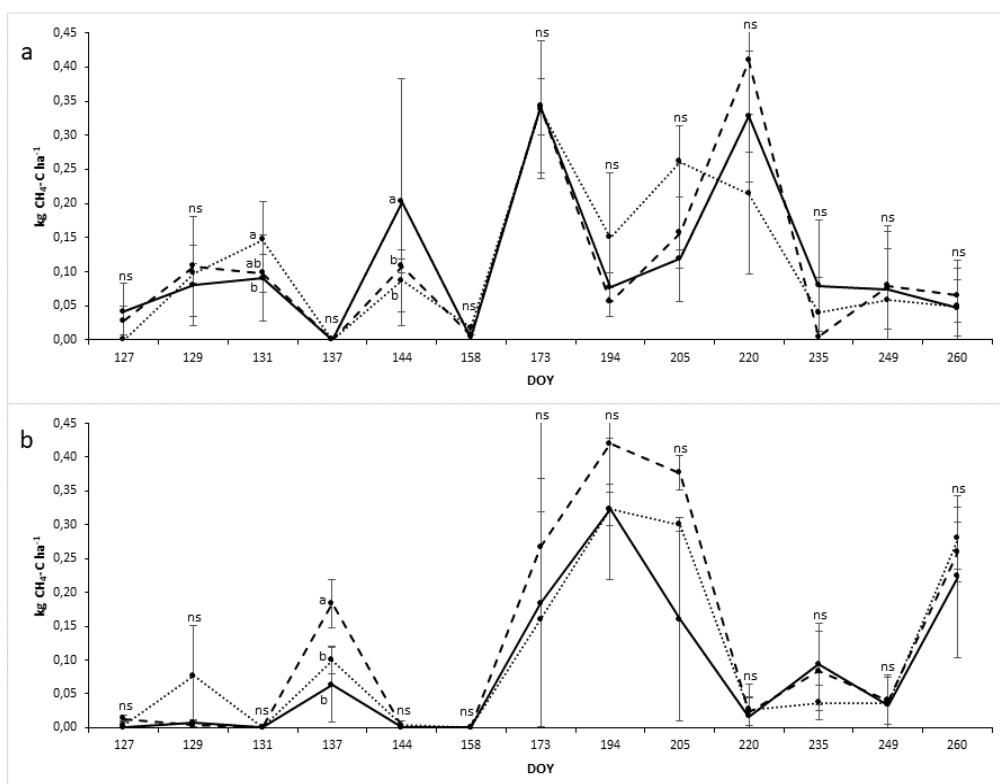 a
kg CH₄-C ha⁻¹
0,45
0,40
0,35
0,30
0,25
0,20
0,15
0,10
0,05
0,00
ns
ns
a
ab
b
ns
a
b
b
ns
ns
ns
ns
ns
ns
ns
ns
127 129 131 137 144 158 173 194 205 220 235 249 260
DOY
b
kg CH₄-C ha⁻¹
0,45
0,40
0,35
0,30
0,25
0,20
0,15
0,10
0,05
0,00
ns
ns
ns
a
b
b
ns
ns
ns
ns
ns
ns
ns
ns
ns
127 129 131 137 144 158 173 194 205 220 235 249 260
DOY